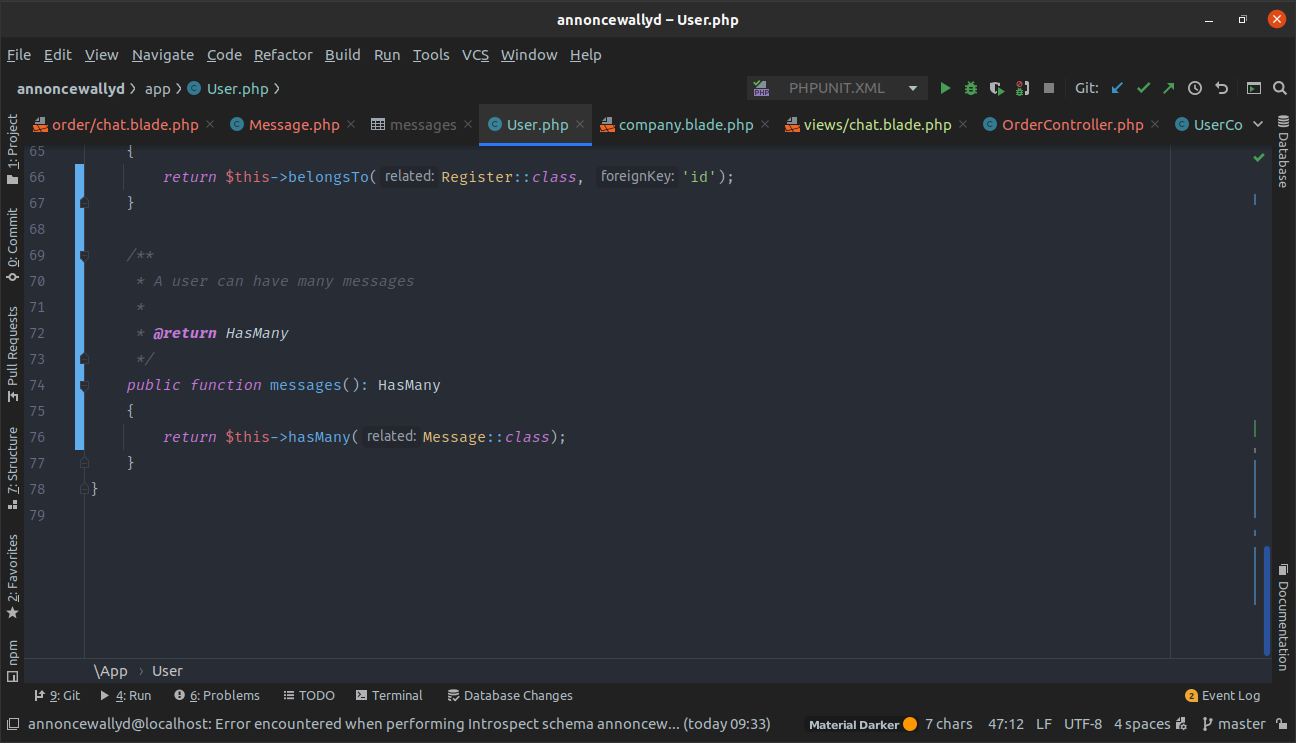 annoncewallyd – User.php
File Edit View Navigate Code Refactor Build Run Tools VCS Window Help
annoncewallyd app User.php PHP PHPUNIT.XML Git:
order/chat.blade.php Message.php messages User.php company.blade.php views/chat.blade.php OrderController.php UserCo
1: Project
0: Commit
Pull Requests
7: Structure
2: Favorites
npm
65 {
66 return $this->belongsTo( related: Register::class, foreignKey: 'id');
67 }
68
69 /**
70 * A user can have many messages
71 *
72 * @return HasMany
73 */
74 public function messages(): HasMany
75 {
76 return $this->hasMany( related: Message::class);
77 }
78 }
79
Database
Documentation
\App › User
9: Git 4: Run 6: Problems TODO Terminal Database Changes 2 Event Log
annoncewallyd@localhost: Error encountered when performing Introspect schema annoncew... (today 09:33) Material Darker 7 chars 47:12 LF UTF-8 4 spaces master